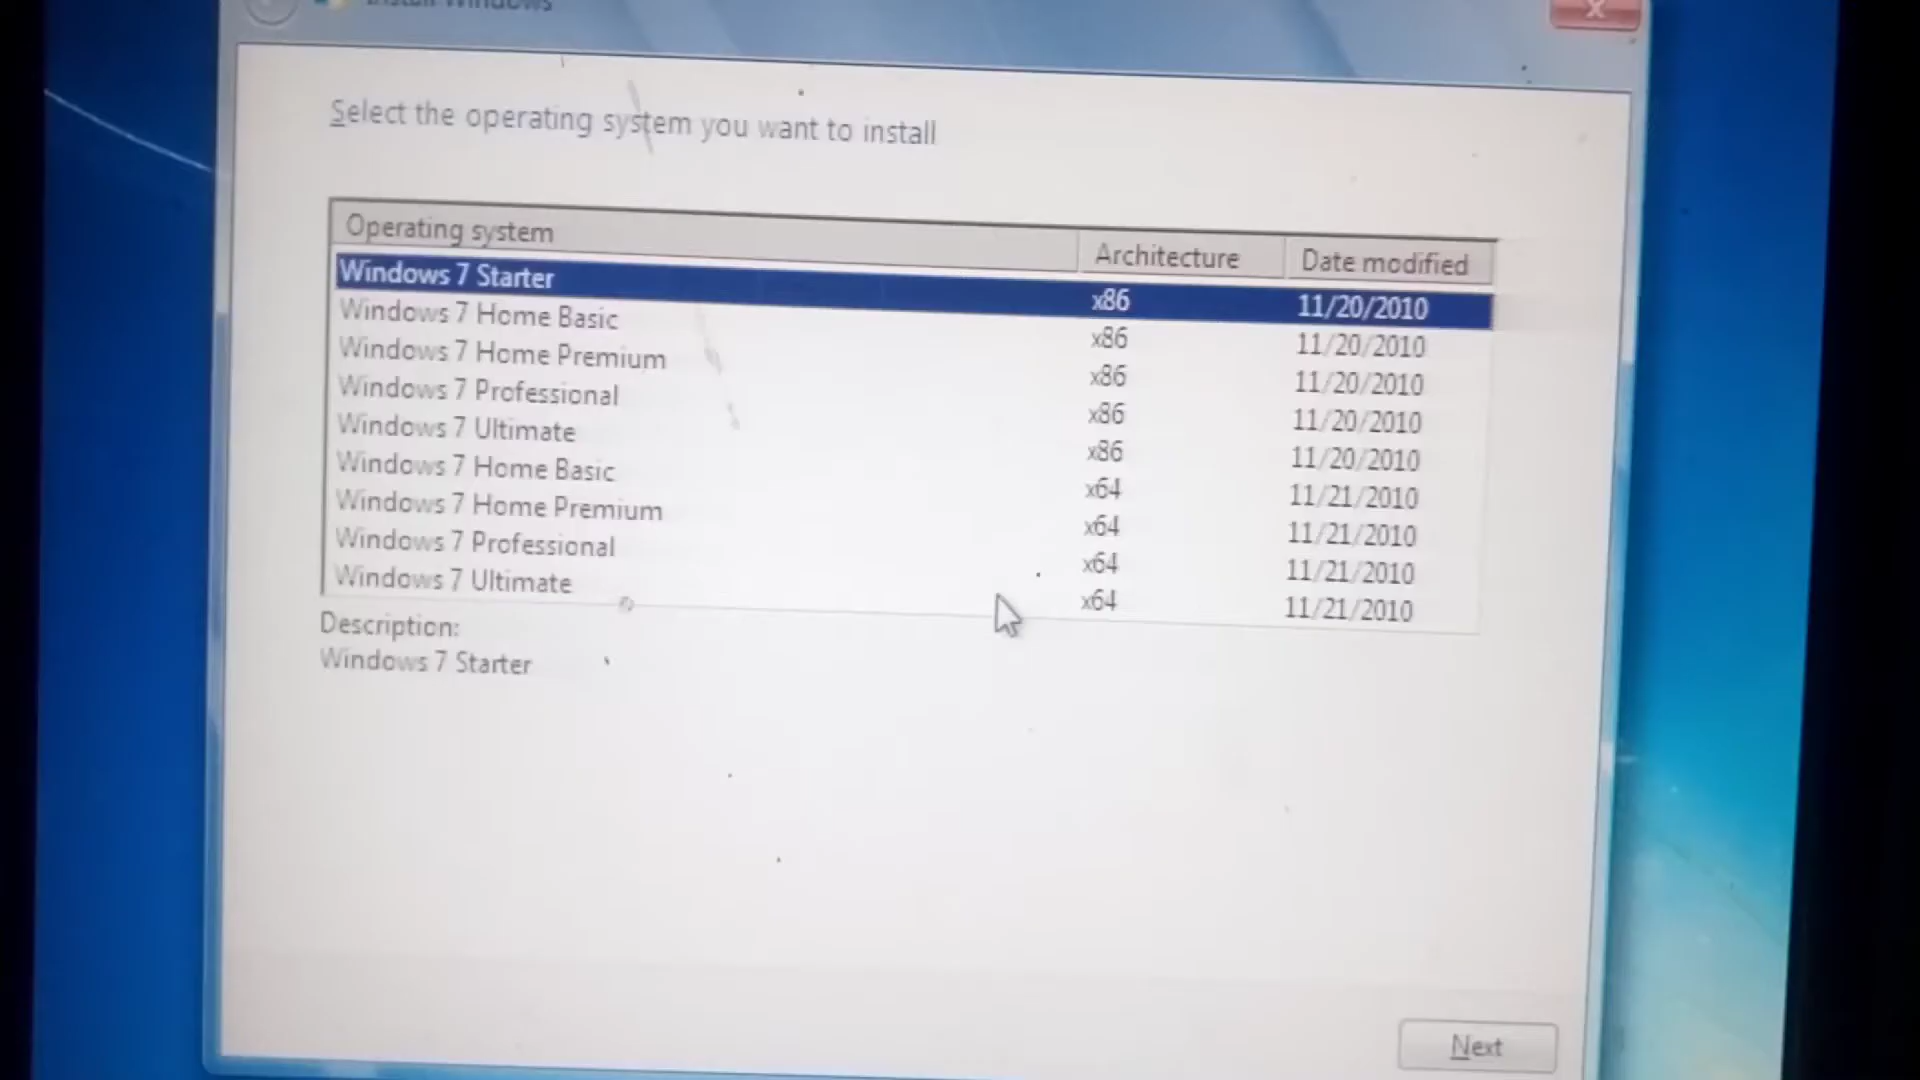 Install Windows
Select the operating system you want to install
Operating system Architecture Date modified
Windows 7 Starter x86 11/20/2010
Windows 7 Home Basic x86 11/20/2010
Windows 7 Home Premium x86 11/20/2010
Windows 7 Professional x86 11/20/2010
Windows 7 Ultimate x86 11/20/2010
Windows 7 Home Basic x64 11/21/2010
Windows 7 Home Premium x64 11/21/2010
Windows 7 Professional x64 11/21/2010
Windows 7 Ultimate x64 11/21/2010
Description:
Windows 7 Starter
Next